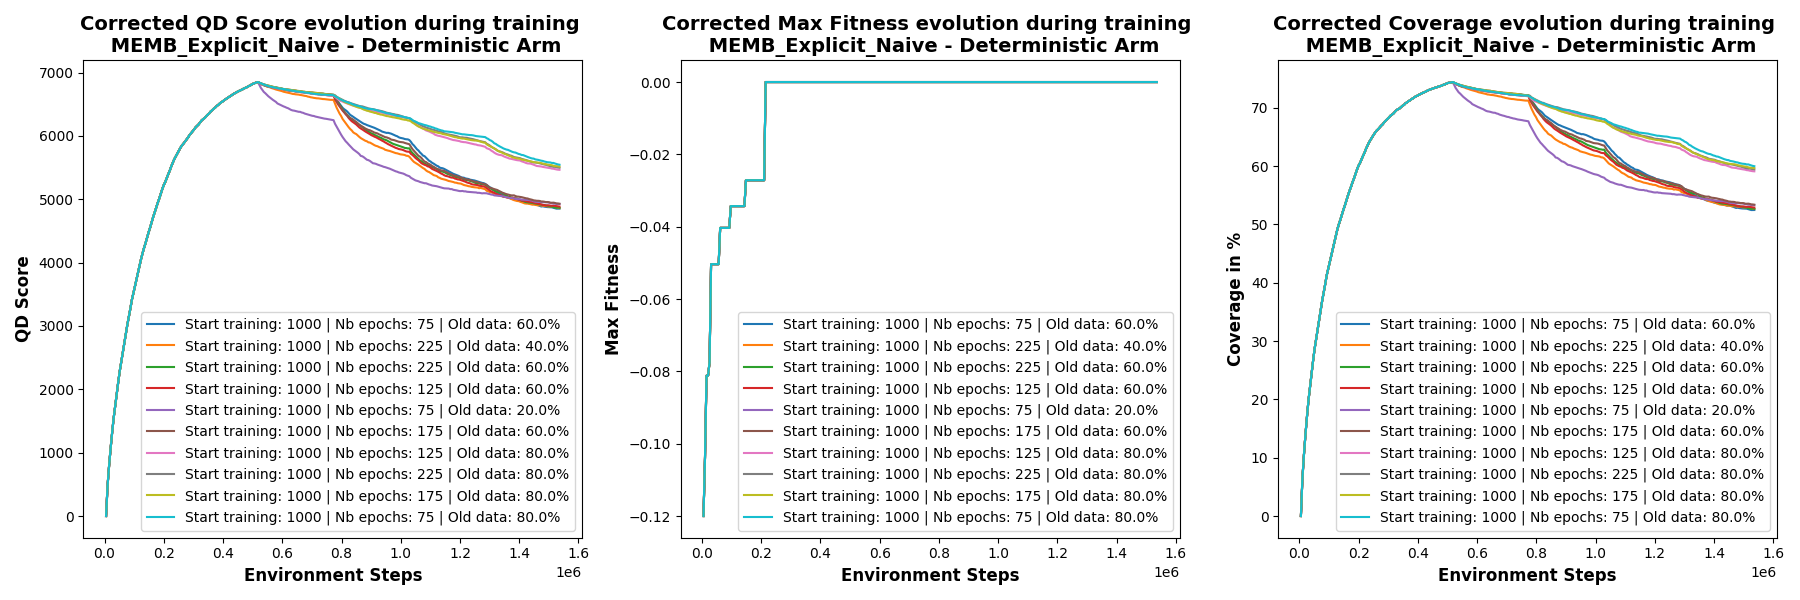 Corrected QD Score evolution during training
MEMB_Explicit_Naive - Deterministic Arm
QD Score
7000
6000
5000
4000
3000
2000
1000
0
Start training: 1000 | Nb epochs: 75 | Old data: 60.0%
Start training: 1000 | Nb epochs: 225 | Old data: 40.0%
Start training: 1000 | Nb epochs: 225 | Old data: 60.0%
Start training: 1000 | Nb epochs: 125 | Old data: 60.0%
Start training: 1000 | Nb epochs: 75 | Old data: 20.0%
Start training: 1000 | Nb epochs: 175 | Old data: 60.0%
Start training: 1000 | Nb epochs: 125 | Old data: 80.0%
Start training: 1000 | Nb epochs: 225 | Old data: 80.0%
Start training: 1000 | Nb epochs: 175 | Old data: 80.0%
Start training: 1000 | Nb epochs: 75 | Old data: 80.0%
0.0 0.2 0.4 0.6 0.8 1.0 1.2 1.4 1.6
1e6
Environment Steps
Corrected Max Fitness evolution during training
MEMB_Explicit_Naive - Deterministic Arm
Max Fitness
0.00
−0.02
−0.04
−0.06
−0.08
−0.10
−0.12
Start training: 1000 | Nb epochs: 75 | Old data: 60.0%
Start training: 1000 | Nb epochs: 225 | Old data: 40.0%
Start training: 1000 | Nb epochs: 225 | Old data: 60.0%
Start training: 1000 | Nb epochs: 125 | Old data: 60.0%
Start training: 1000 | Nb epochs: 75 | Old data: 20.0%
Start training: 1000 | Nb epochs: 175 | Old data: 60.0%
Start training: 1000 | Nb epochs: 125 | Old data: 80.0%
Start training: 1000 | Nb epochs: 225 | Old data: 80.0%
Start training: 1000 | Nb epochs: 175 | Old data: 80.0%
Start training: 1000 | Nb epochs: 75 | Old data: 80.0%
0.0 0.2 0.4 0.6 0.8 1.0 1.2 1.4 1.6
1e6
Environment Steps
Corrected Coverage evolution during training
MEMB_Explicit_Naive - Deterministic Arm
Coverage in %
70
60
50
40
30
20
10
0
Start training: 1000 | Nb epochs: 75 | Old data: 60.0%
Start training: 1000 | Nb epochs: 225 | Old data: 40.0%
Start training: 1000 | Nb epochs: 225 | Old data: 60.0%
Start training: 1000 | Nb epochs: 125 | Old data: 60.0%
Start training: 1000 | Nb epochs: 75 | Old data: 20.0%
Start training: 1000 | Nb epochs: 175 | Old data: 60.0%
Start training: 1000 | Nb epochs: 125 | Old data: 80.0%
Start training: 1000 | Nb epochs: 225 | Old data: 80.0%
Start training: 1000 | Nb epochs: 175 | Old data: 80.0%
Start training: 1000 | Nb epochs: 75 | Old data: 80.0%
0.0 0.2 0.4 0.6 0.8 1.0 1.2 1.4 1.6
1e6
Environment Steps